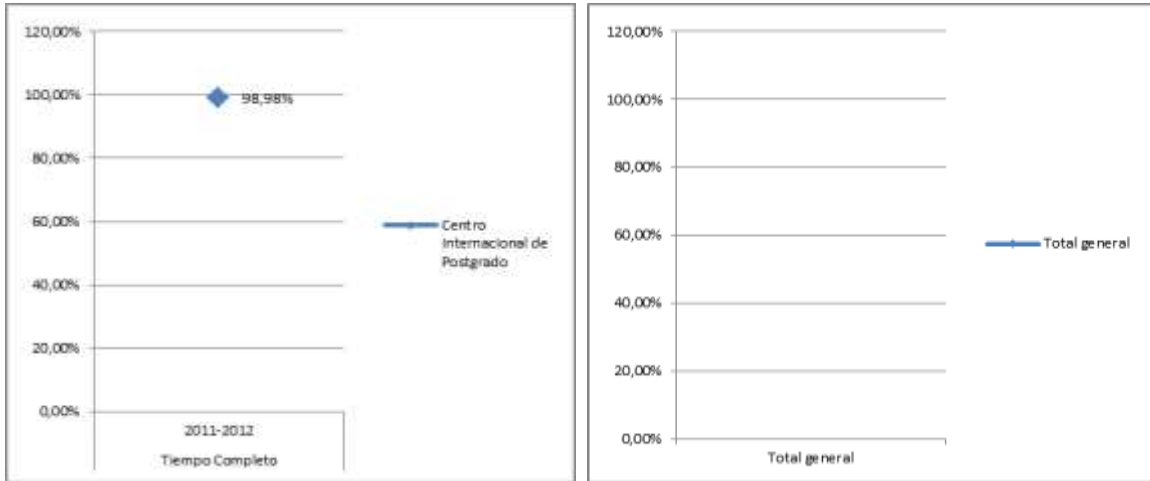 120,00%
100,00%
98,98%
80,00%
60,00%
40,00%
20,00%
0,00%
2011-2012
Tiempo Completo
Centro
Internacional de
Postgrado
120,00%
100,00%
80,00%
60,00%
40,00%
20,00%
0,00%
Total general
Total general